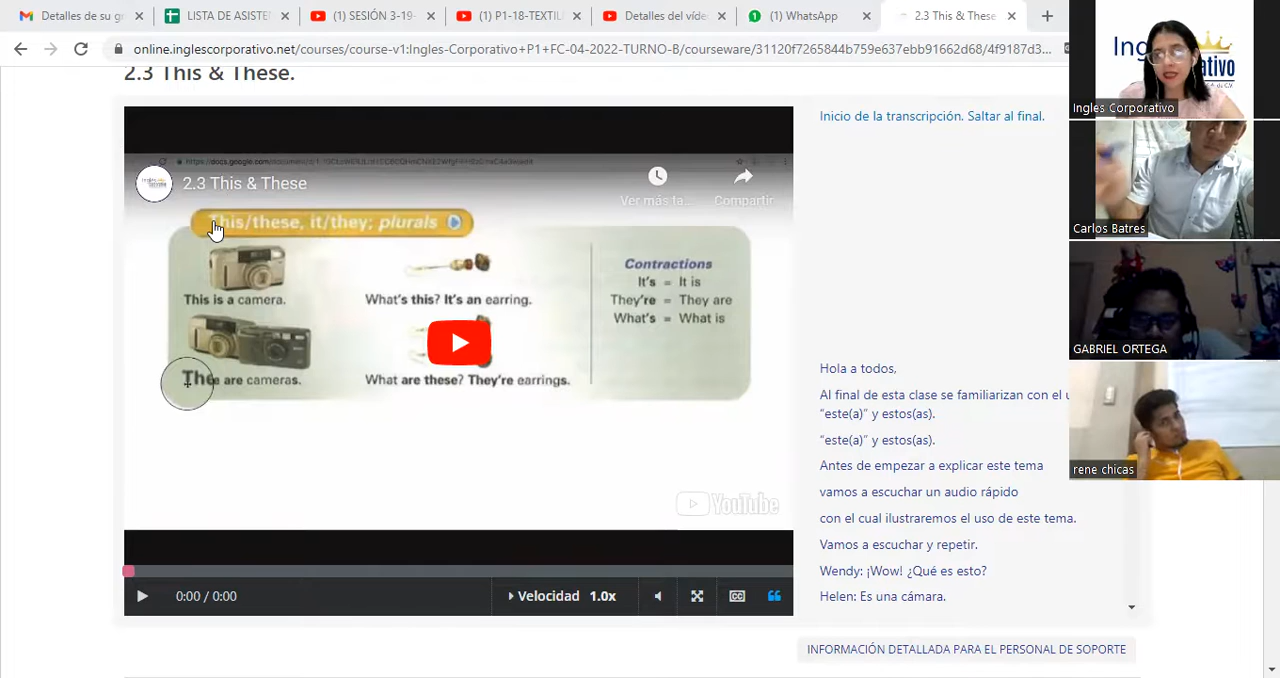 Detalles de su gr
LISTA DE ASISTEN
(1) SESIÓN 3-19-
(1) P1-18-TEXTIL
Detalles del víde
(1) WhatsApp
2.3 This & These
online.inglescorporativo.net/courses/course-v1:Ingles-Corporativo+P1+FC-04-2022-TURNO-B/courseware/31120f7265844b759e637ebb91662d68/4f9187d3...
2.3 This & These.
Ingles Corporativo
Carlos Batres
GABRIEL ORTEGA
rene chicas
2.3 This & These
Ver más ta...
Compartir
This/these, it/they; plurals
This is a camera.
What's this? It's an earring.
The e are cameras.
What are these? They're earrings.
Contractions
It's = It is
They're = They are
What's = What is
YouTube
0:00 / 0:00
Velocidad 1.0x
CC
Inicio de la transcripción. Saltar al final.
Hola a todos,
Al final de esta clase se familiarizan con el u
“este(a)” y estos(as).
“este(a)” y estos(as).
Antes de empezar a explicar este tema
vamos a escuchar un audio rápido
con el cual ilustraremos el uso de este tema.
Vamos a escuchar y repetir.
Wendy: ¡Wow! ¿Qué es esto?
Helen: Es una cámara.
INFORMACIÓN DETALLADA PARA EL PERSONAL DE SOPORTE